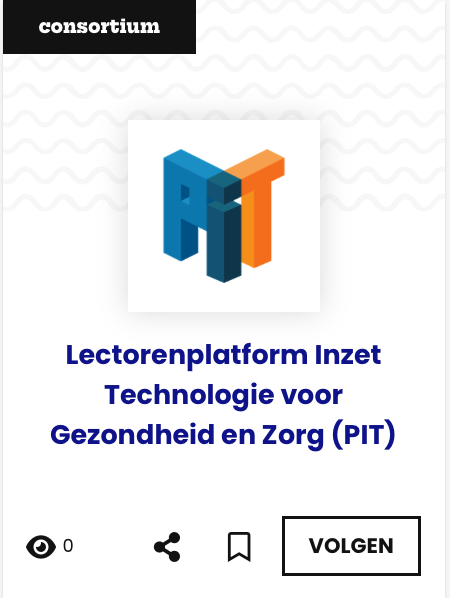 consortium
PiT
Lectorenplatform Inzet
Technologie voor
Gezondheid en Zorg (PIT)
0
VOLGEN